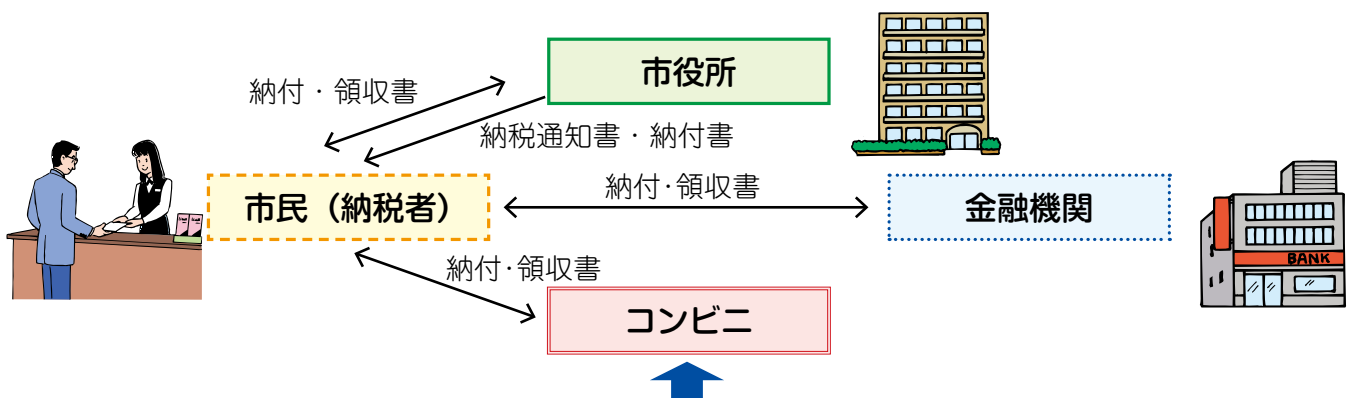 市役所
納付・領収書
納税通知書・納付書
納付･領収書
市民（納税者）
金融機関
BANK
納付･領収書
コンビニ